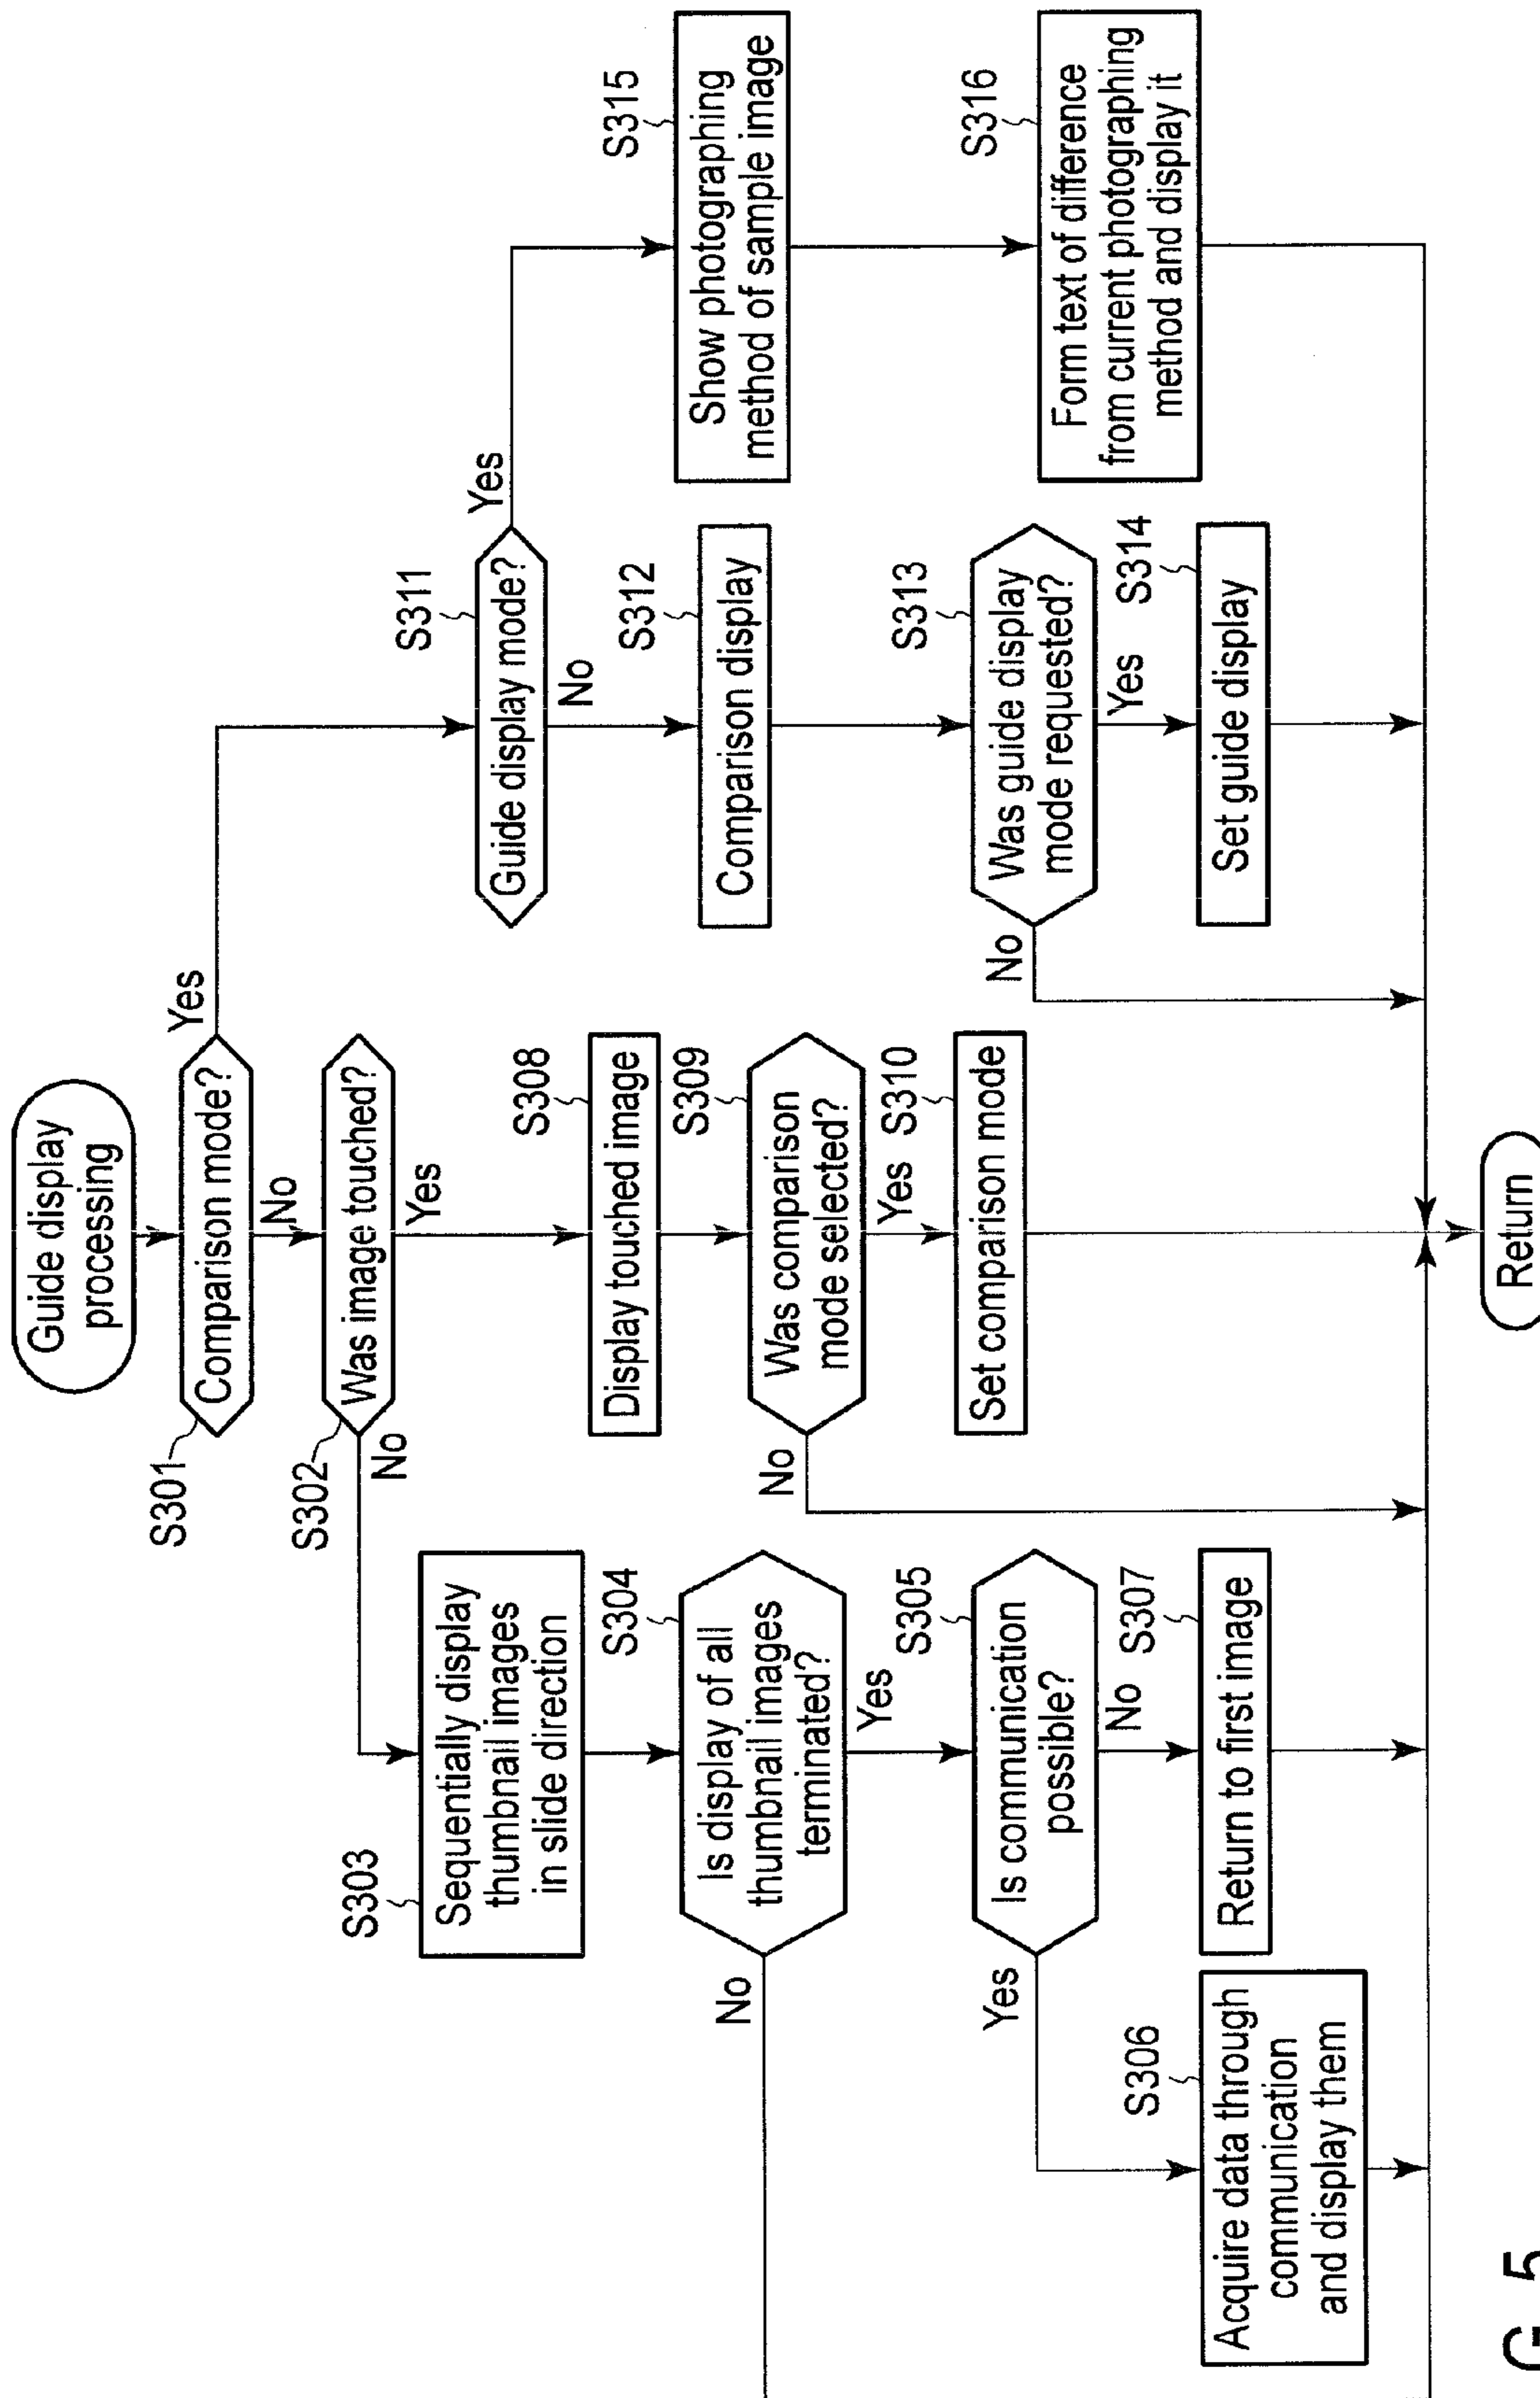 Guide display
processing
S301
Comparison mode?
Yes
No
S302
Was image touched?
No
Yes
S303
Sequentially display
thumbnail images
in slide direction
S304
Is display of all
thumbnail images
terminated?
No
Yes
S305
Is communication
possible?
Yes
No
S306
Acquire data through
communication
and display them
S307
Return to first image
S308
Display touched image
S309
Was comparison
mode selected?
No
Yes
S310
Set comparison mode
S311
Guide display mode?
Yes
No
S312
Comparison display
S313
Was guide display
mode requested?
No
Yes
S314
Set guide display
S315
Show photographing
method of sample image
S316
Form text of difference
from current photographing
method and display it
Return
G. 5